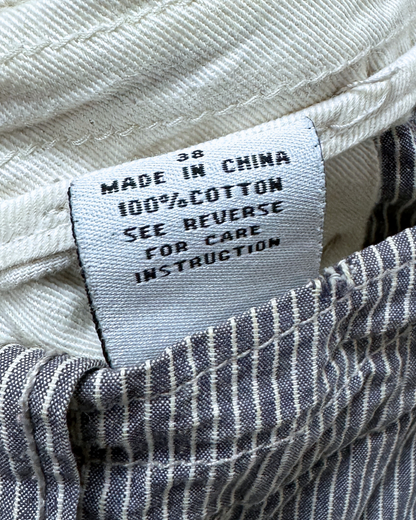 38
MADE IN CHINA
100% COTTON
SEE REVERSE
FOR CARE
INSTRUCTION